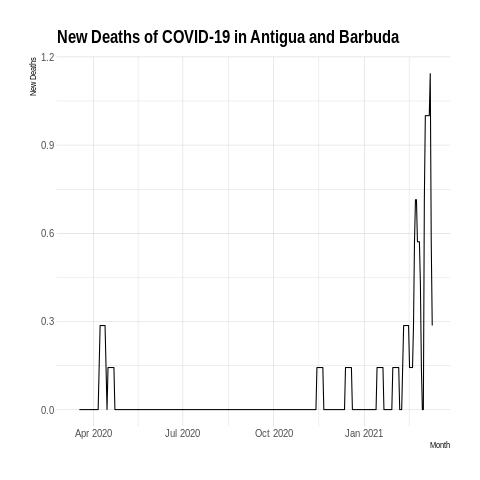 New Deaths of COVID-19 in Antigua and Barbuda
New Deaths
1.2
0.9
0.6
0.3
0.0
Apr 2020 Jul 2020 Oct 2020 Jan 2021
Month